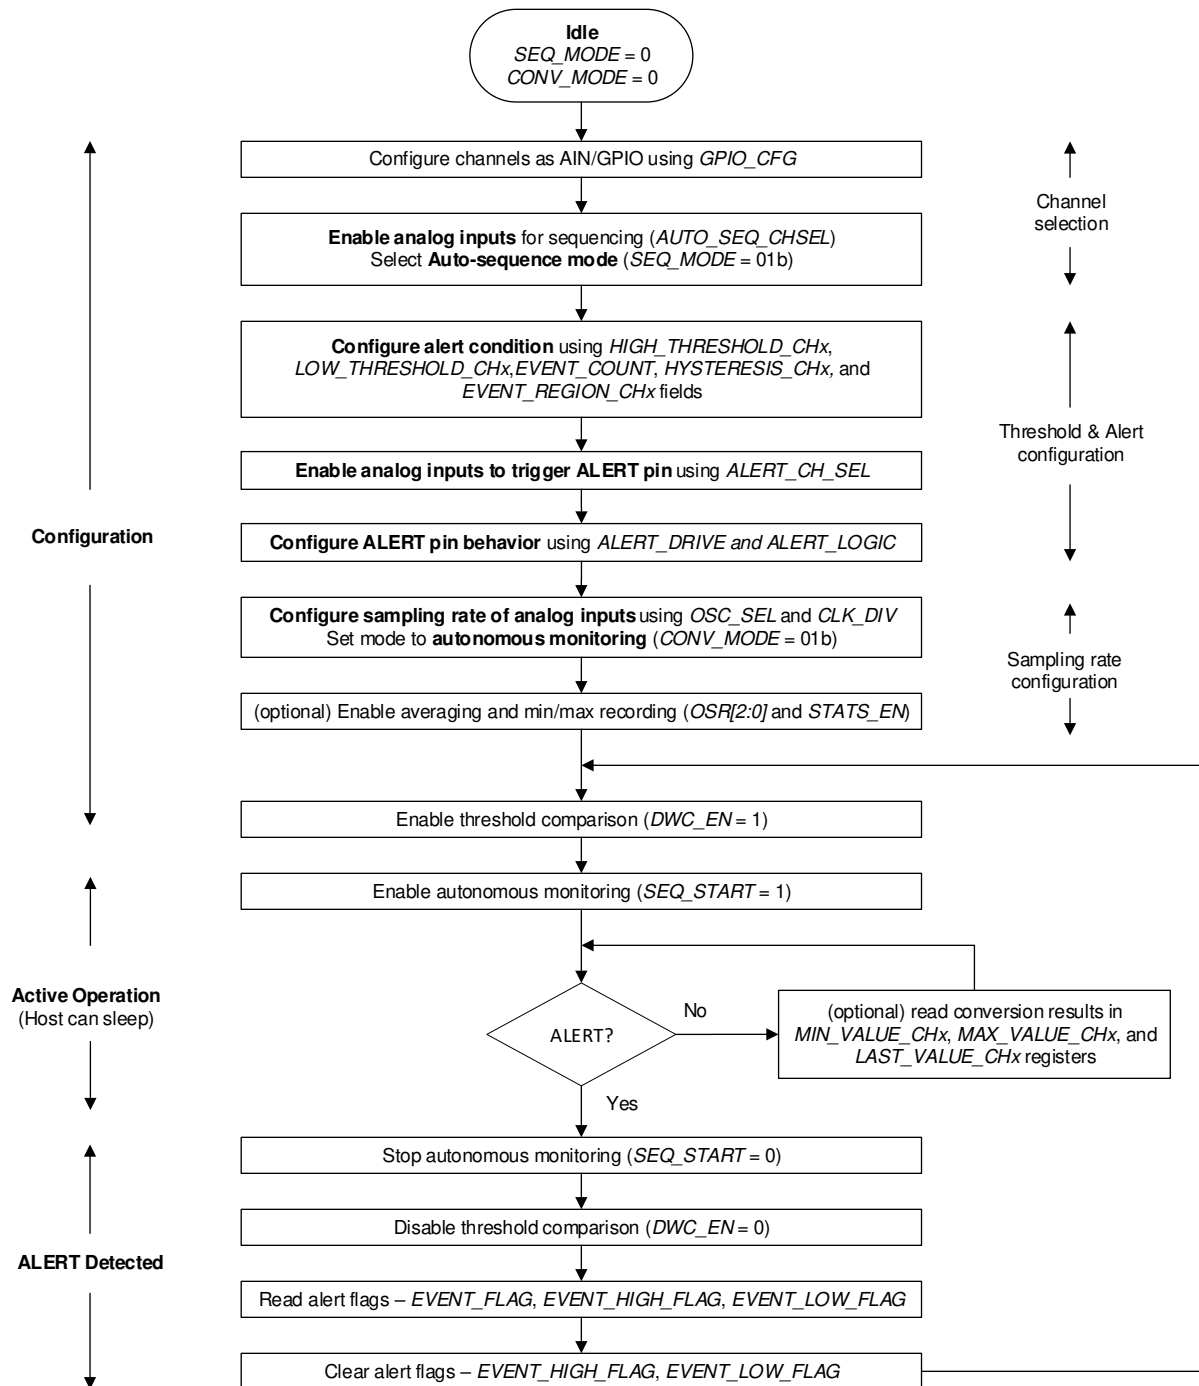 Idle
SEQ_MODE = 0
CONV_MODE = 0
Configure channels as AIN/GPIO using GPIO_CFG
Channel
selection
Enable analog inputs for sequencing (AUTO_SEQ_CHSEL)
Select Auto-sequence mode (SEQ_MODE = 01b)
Configure alert condition using HIGH_THRESHOLD_CHx,
LOW_THRESHOLD_CHx,EVENT_COUNT, HYSTERESIS_CHx, and
EVENT_REGION_CHx fields
Threshold & Alert
configuration
Enable analog inputs to trigger ALERT pin using ALERT_CH_SEL
Configuration
Configure ALERT pin behavior using ALERT_DRIVE and ALERT_LOGIC
Configure sampling rate of analog inputs using OSC_SEL and CLK_DIV
Set mode to autonomous monitoring (CONV_MODE = 01b)
Sampling rate
configuration
(optional) Enable averaging and min/max recording (OSR[2:0] and STATS_EN)
Enable threshold comparison (DWC_EN = 1)
Enable autonomous monitoring (SEQ_START = 1)
Active Operation
(Host can sleep)
ALERT?
No
(optional) read conversion results in
MIN_VALUE_CHx, MAX_VALUE_CHx, and
LAST_VALUE_CHx registers
Yes
Stop autonomous monitoring (SEQ_START = 0)
Disable threshold comparison (DWC_EN = 0)
ALERT Detected
Read alert flags – EVENT_FLAG, EVENT_HIGH_FLAG, EVENT_LOW_FLAG
Clear alert flags – EVENT_HIGH_FLAG, EVENT_LOW_FLAG